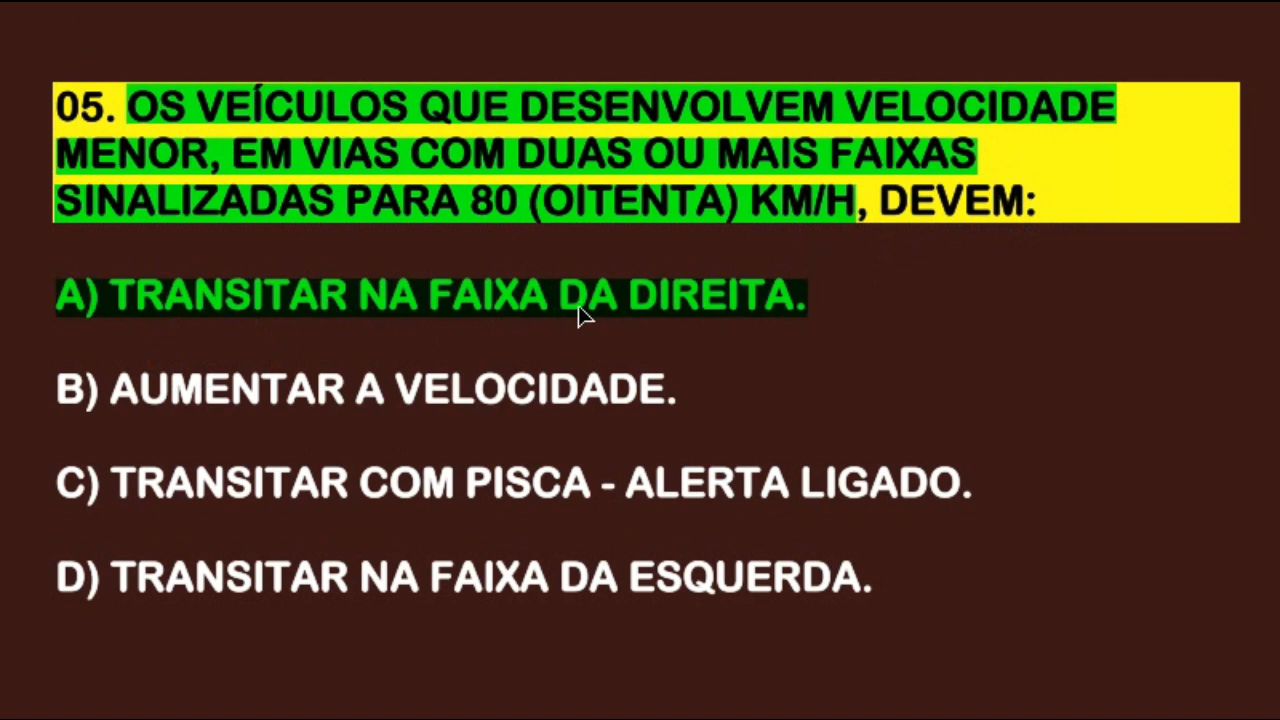 05. OS VEÍCULOS QUE DESENVOLVEM VELOCIDADE
MENOR, EM VIAS COM DUAS OU MAIS FAIXAS
SINALIZADAS PARA 80 (OITENTA) KM/H, DEVEM:
A) TRANSITAR NA FAIXA DA DIREITA.
B) AUMENTAR A VELOCIDADE.
C) TRANSITAR COM PISCA - ALERTA LIGADO.
D) TRANSITAR NA FAIXA DA ESQUERDA.